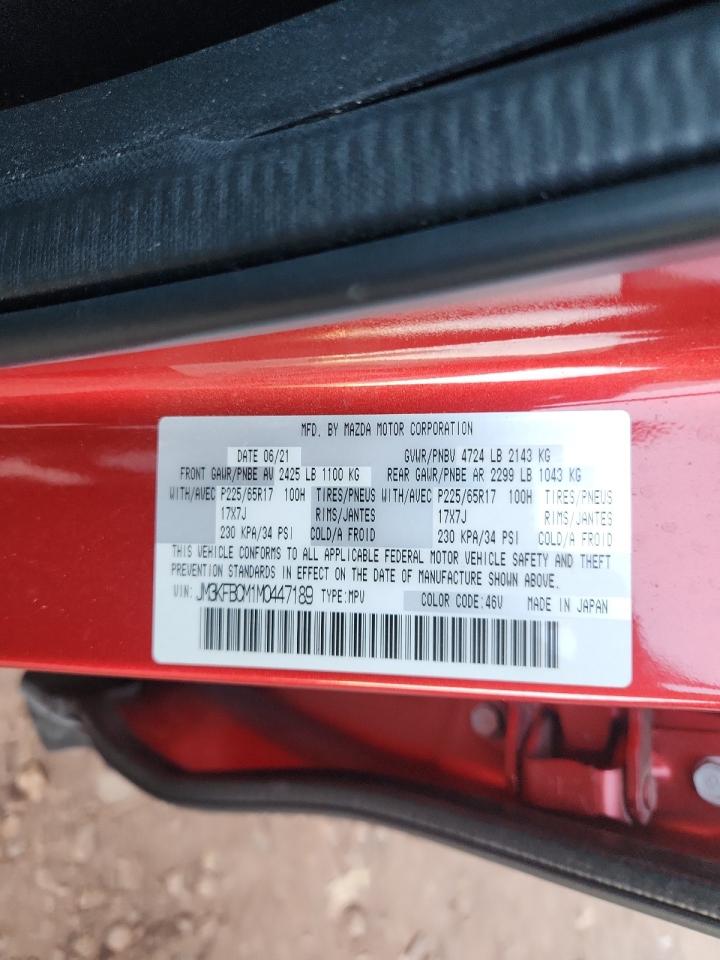 MFD. BY MAZDA MOTOR CORPORATION
DATE 06/21 GVWR/PNBV 4724 LB 2143 KG
FRONT GAWR/PNBE AV 2425 LB 1100 KG REAR GAWR/PNBE AR 2299 LB 1043 KG
WITH/AVEC P225/65R17 100H TIRES/PNEUS WITH/AVEC P225/65R17 100H TIRES/PNEUS
17X7J RIMS/JANTES 17X7J RIMS/JANTES
230 KPA/34 PSI COLD/A FROID 230 KPA/34 PSI COLD/A FROID
THIS VEHICLE CONFORMS TO ALL APPLICABLE FEDERAL MOTOR VEHICLE SAFETY AND THEFT
PREVENTION STANDARDS IN EFFECT ON THE DATE OF MANUFACTURE SHOWN ABOVE.
VIN: JM3KFBCM1M0447189 TYPE:MPV COLOR CODE:46V MADE IN JAPAN